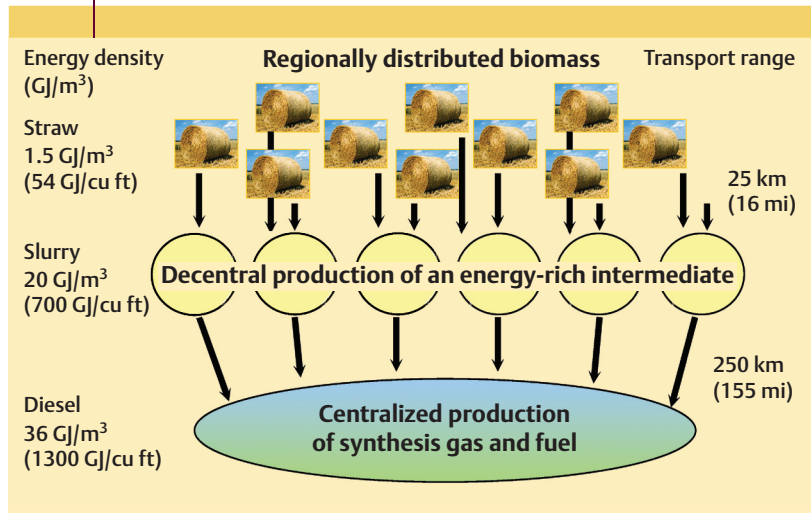 Energy density
(GJ/m³)
Regionally distributed biomass
Transport range
Straw
1.5 GJ/m³
(54 GJ/cu ft)
25 km
(16 mi)
Slurry
20 GJ/m³
(700 GJ/cu ft)
Decentral production of an energy-rich intermediate
250 km
(155 mi)
Diesel
36 GJ/m³
(1300 GJ/cu ft)
Centralized production
of synthesis gas and fuel